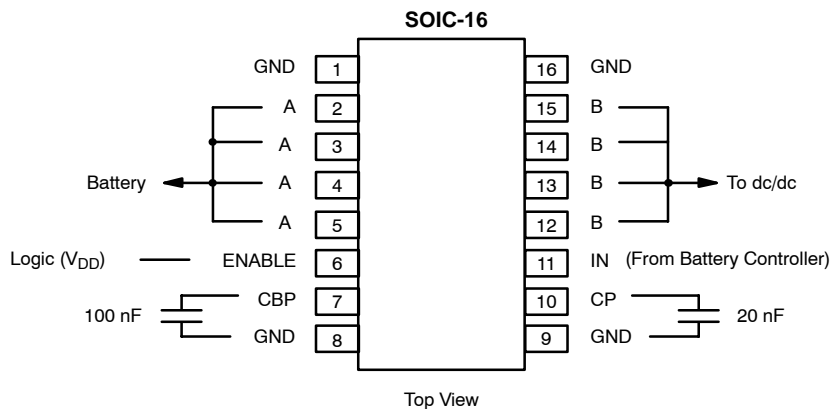 SOIC-16
GND 1 16 GND
A 2 15 B
A 3 14 B
Battery A 4 13 B To dc/dc
A 5 12 B
Logic (VDD) ENABLE 6 11 IN (From Battery Controller)
100 nF CBP 7 10 CP 20 nF
GND 8 9 GND
Top View